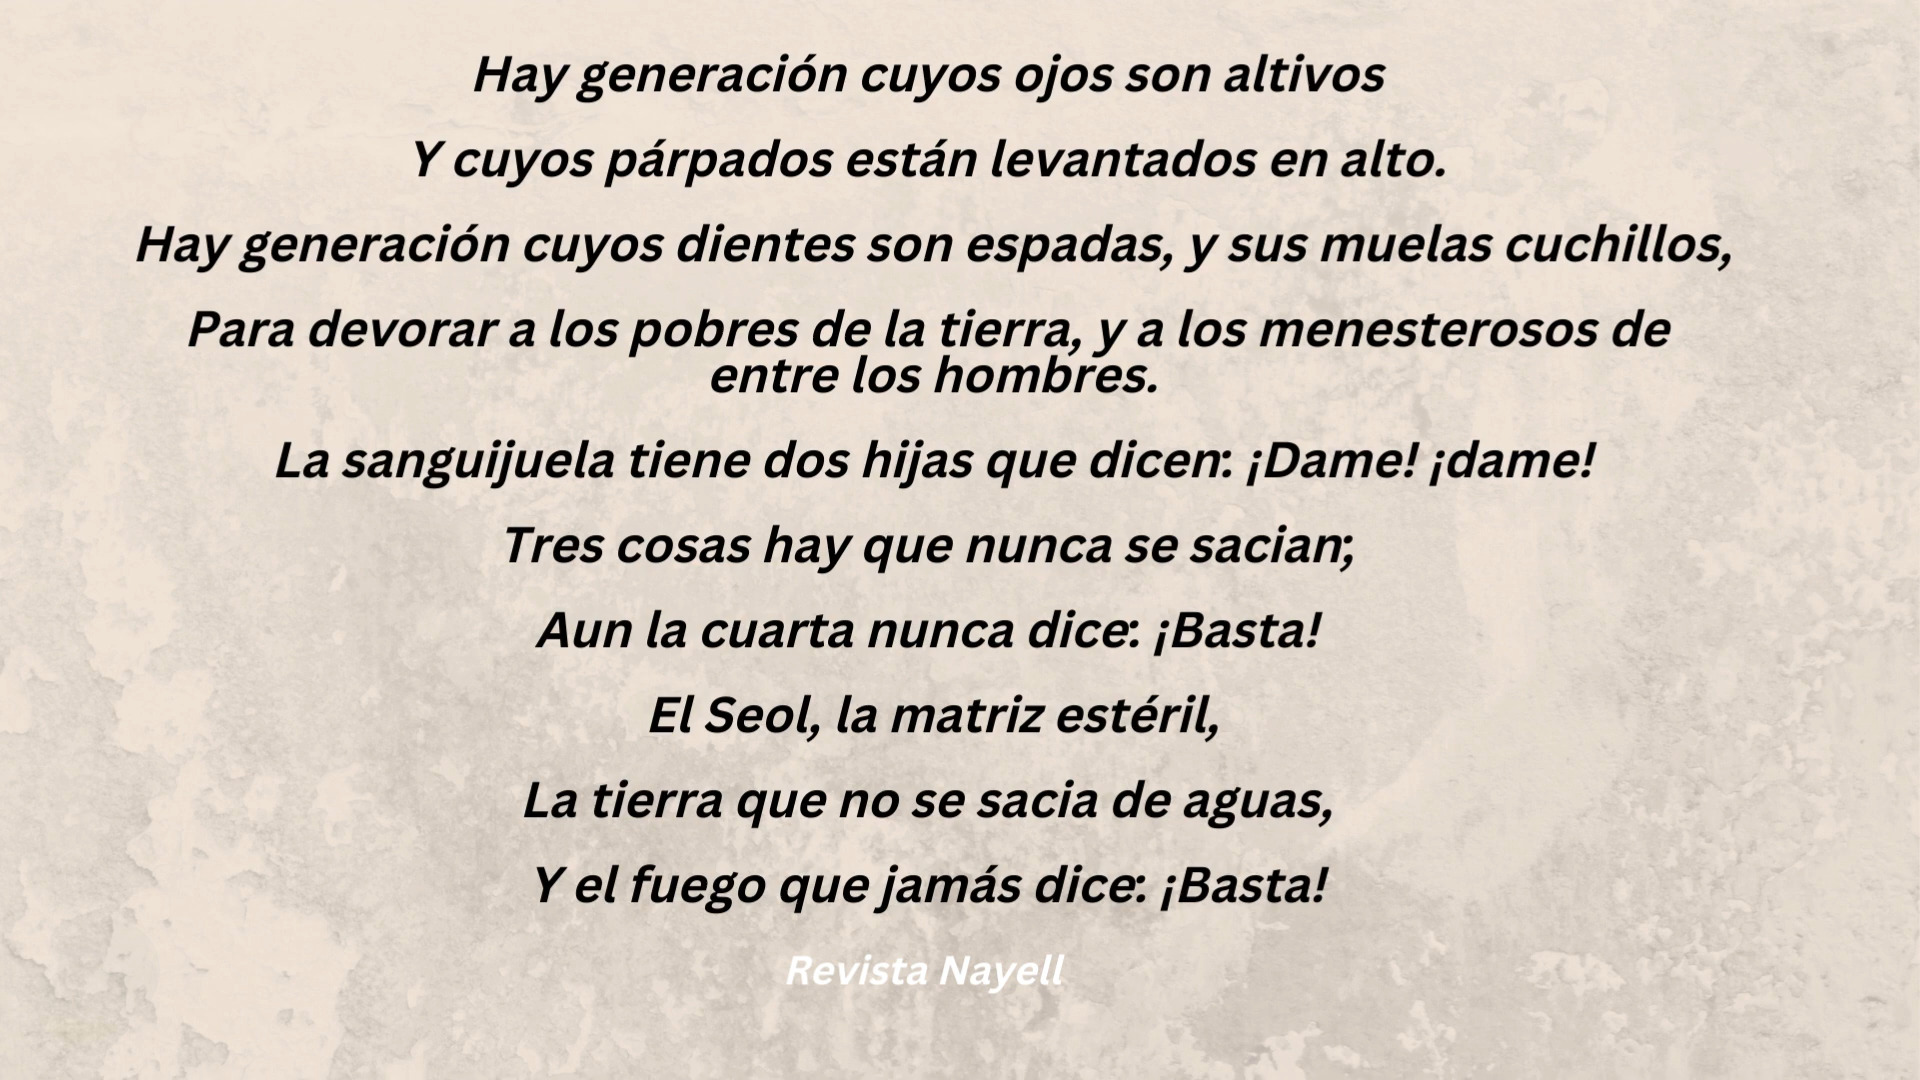 Hay generación cuyos ojos son altivos
Y cuyos párpados están levantados en alto.
Hay generación cuyos dientes son espadas, y sus muelas cuchillos,
Para devorar a los pobres de la tierra, y a los menesterosos de
entre los hombres.
La sanguijuela tiene dos hijas que dicen: ¡Dame! ¡dame!
Tres cosas hay que nunca se sacian;
Aun la cuarta nunca dice: ¡Basta!
El Seol, la matriz estéril,
La tierra que no se sacia de aguas,
Y el fuego que jamás dice: ¡Basta!
Revista Nayell